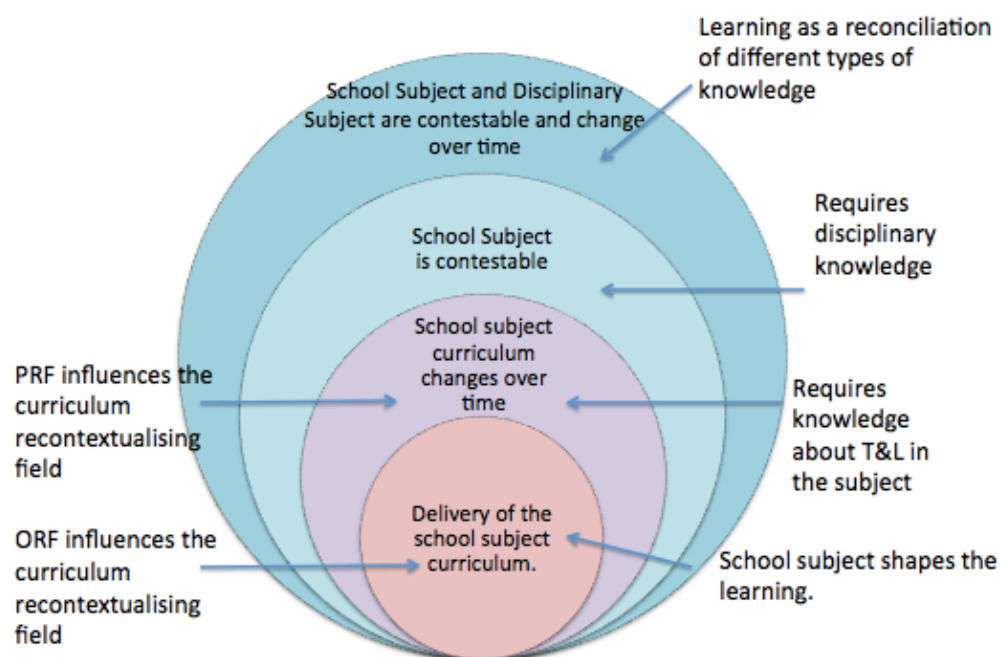 Learning as a reconciliation
of different types of
knowledge
School Subject and Disciplinary
Subject are contestable and change
over time
Requires
disciplinary
knowledge
School Subject
is contestable
School subject
curriculum
changes over
time
PRF influences the
curriculum
recontextualising
field
Requires
knowledge
about T&L in
the subject
Delivery of the
school subject
curriculum.
ORF influences the
curriculum
recontextualising
field
School subject shapes the
learning.